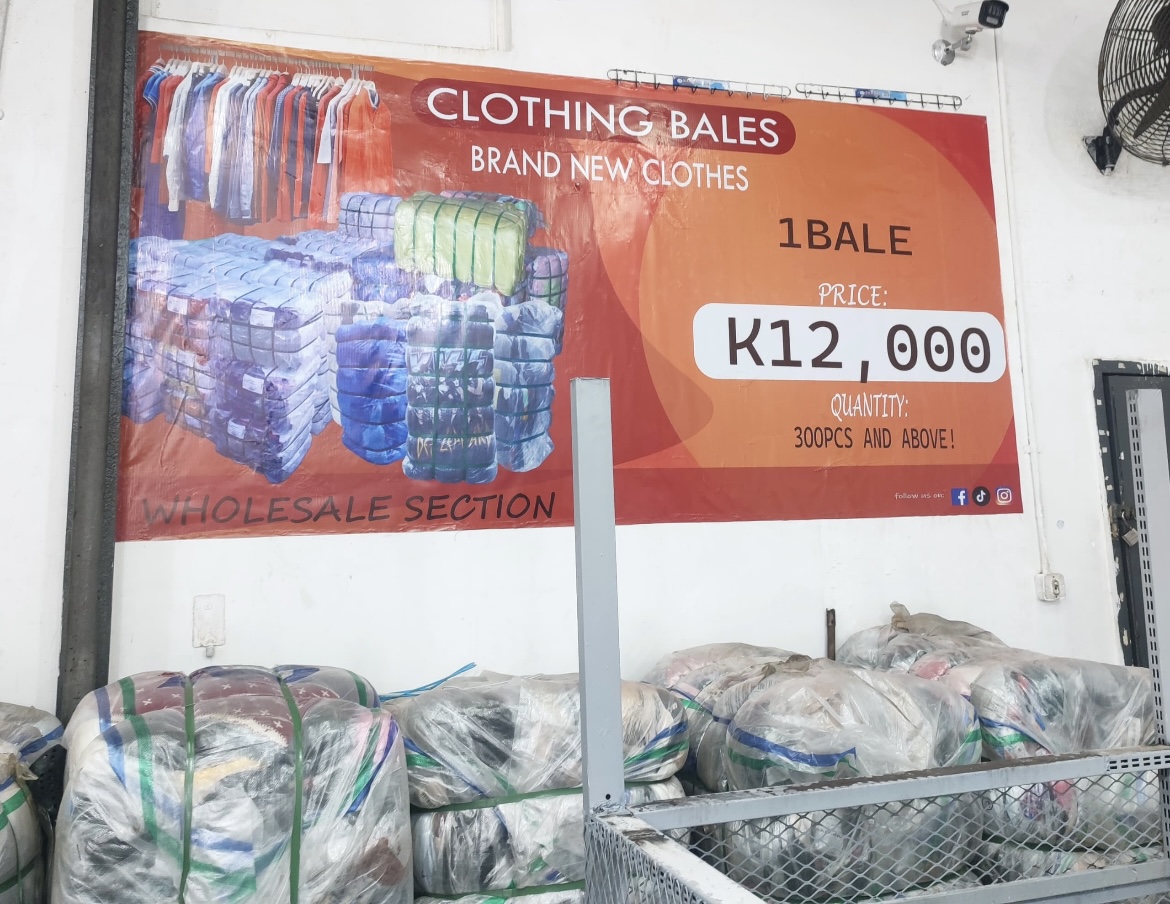 CLOTHING BALES
BRAND NEW CLOTHES
1BALE
PRICE:
K12,000
QUANTITY:
300PCS AND ABOVE!
WHOLESALE SECTION
follow us on: